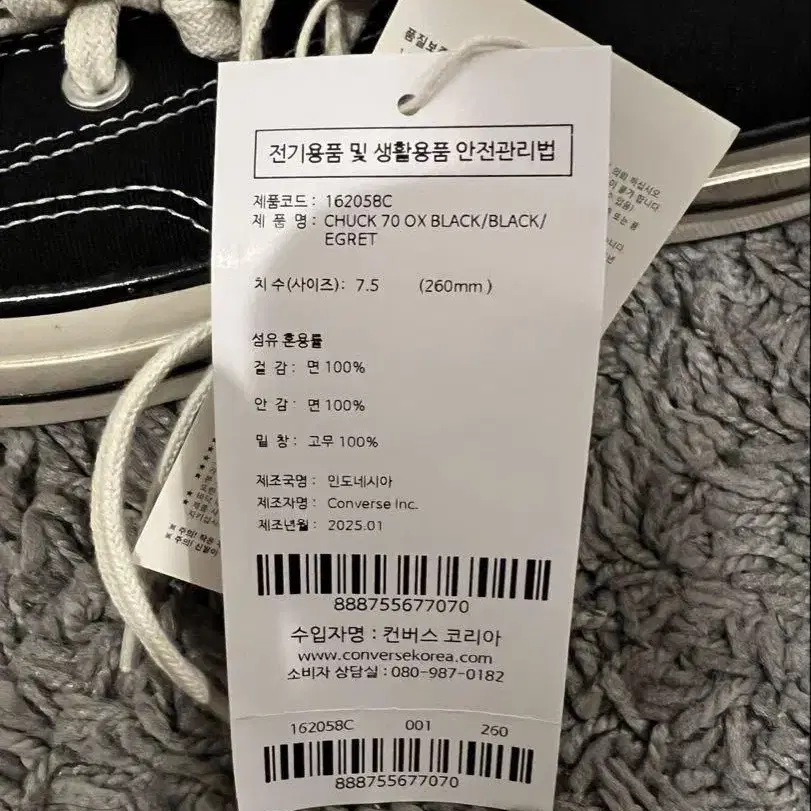 품질보증
전기용품 및 생활용품 안전관리법
제품코드 : 162058C
제 품 명 : CHUCK 70 OX BLACK/BLACK/
EGRET
치 수(사이즈) : 7.5 (260mm )
섬유 혼용률
겉 감 : 면 100%
안 감 : 면 100%
밑 창 : 고무 100%
제조국명 : 인도네시아
제조자명 : Converse Inc.
제조년월 : 2025.01
888755677070
수입자명 : 컨버스 코리아
www.conversekorea.com
소비자 상담실 : 080-987-0182
162058C 001 260
888755677070